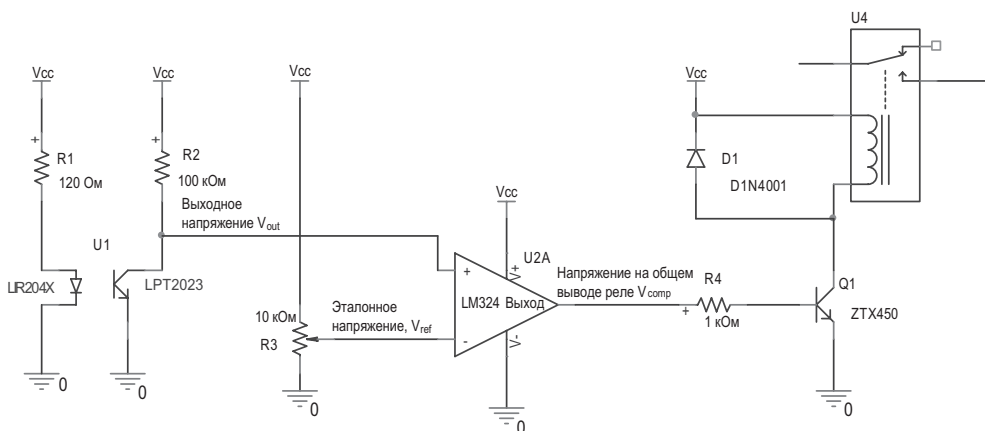 U4
Vcc
Vcc
Vcc
Vcc
+
R1
120 Ом
+
R2
100 кОм
D1
D1N4001
Выходное
напряжение Vout
Vcc
U1
LIR204X
LPT2023
+
V+
U2A
LM324 Выход
-
V-
Напряжение на общем
выводе реле Vcomp
R4
+
1 кОм
Q1
ZTX450
10 кОм
R3
Эталонное
напряжение, Vref
0
0
0
0
0